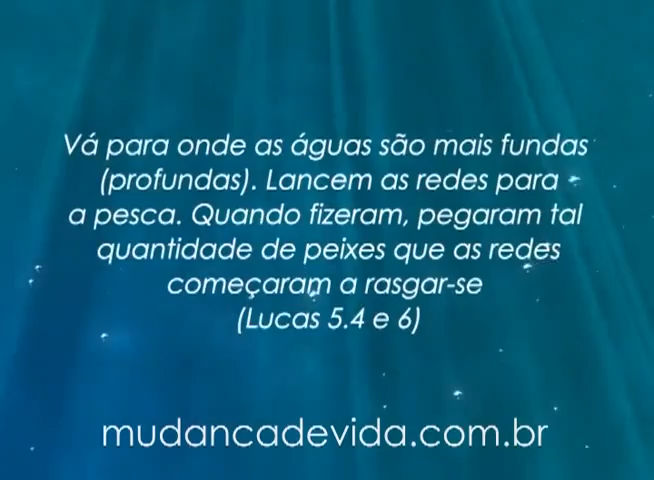 Vá para onde as águas são mais fundas
(profundas). Lancem as redes para
a pesca. Quando fizeram, pegaram tal
quantidade de peixes que as redes
começaram a rasgar-se
(Lucas 5.4 e 6)
mudancadevida.com.br